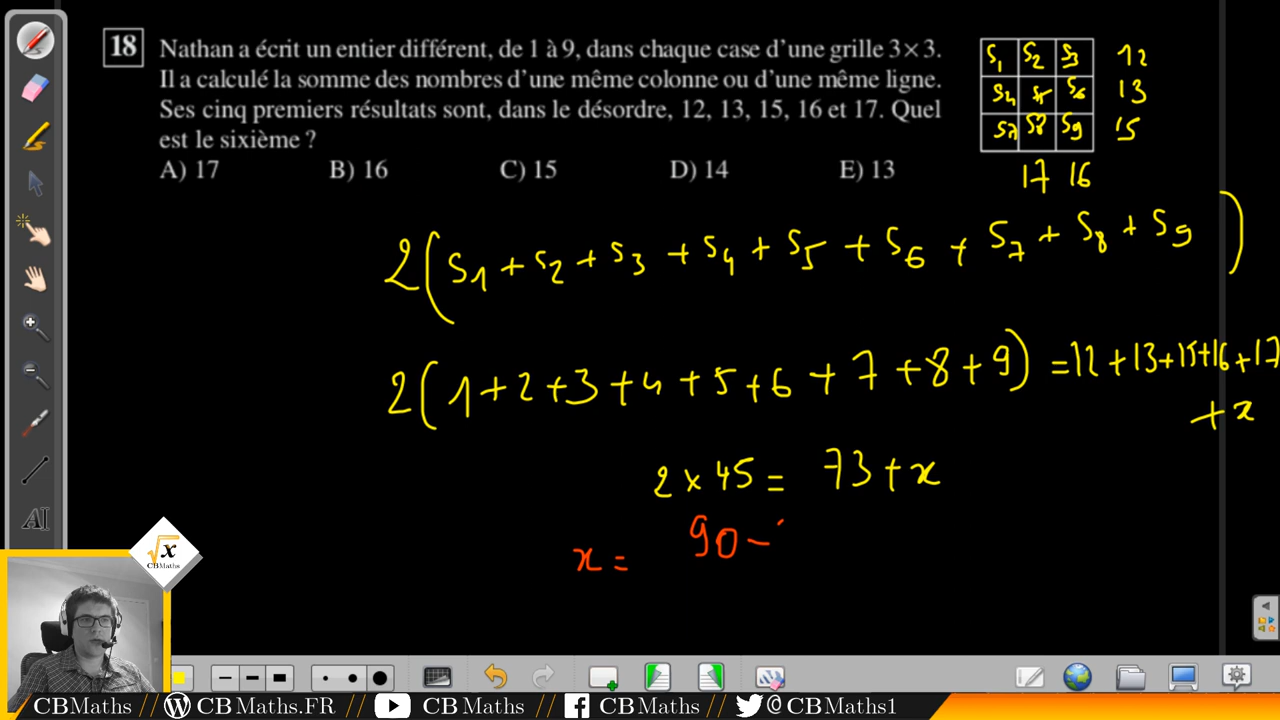 18 Nathan a écrit un entier différent, de 1 à 9, dans chaque case d'une grille 3 × 3.
Il a calculé la somme des nombres d'une même colonne ou d'une même ligne.
Ses cinq premiers résultats sont, dans le désordre, 12, 13, 15, 16 et 17. Quel
est le sixième ?
A) 17 B) 16 C) 15 D) 14 E) 13
S1 S2 S3 12
S4 S5 S6 13
S7 S8 S9 15
17 16
2(S1 + S2 + S3 + S4 + S5 + S6 + S7 + S8 + S9)
2(1 + 2 + 3 + 4 + 5 + 6 + 7 + 8 + 9) = 12 + 13 + 15 + 16 + 17
+ x
2 × 45 = 73 + x
x = 90 -
√x
CBMaths
AI
CBMaths CBMaths.FR CBMaths CBMaths @CBMaths1